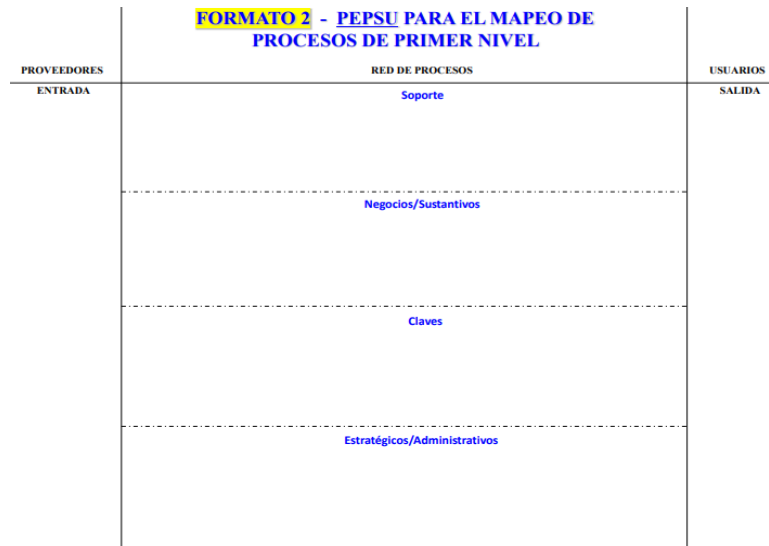 FORMATO 2 - PEPSU PARA EL MAPEO DE
PROCESOS DE PRIMER NIVEL
PROVEEDORES RED DE PROCESOS USUARIOS
ENTRADA Soporte SALIDA
Negocios/Sustantivos
Claves
Estratégicos/Administrativos